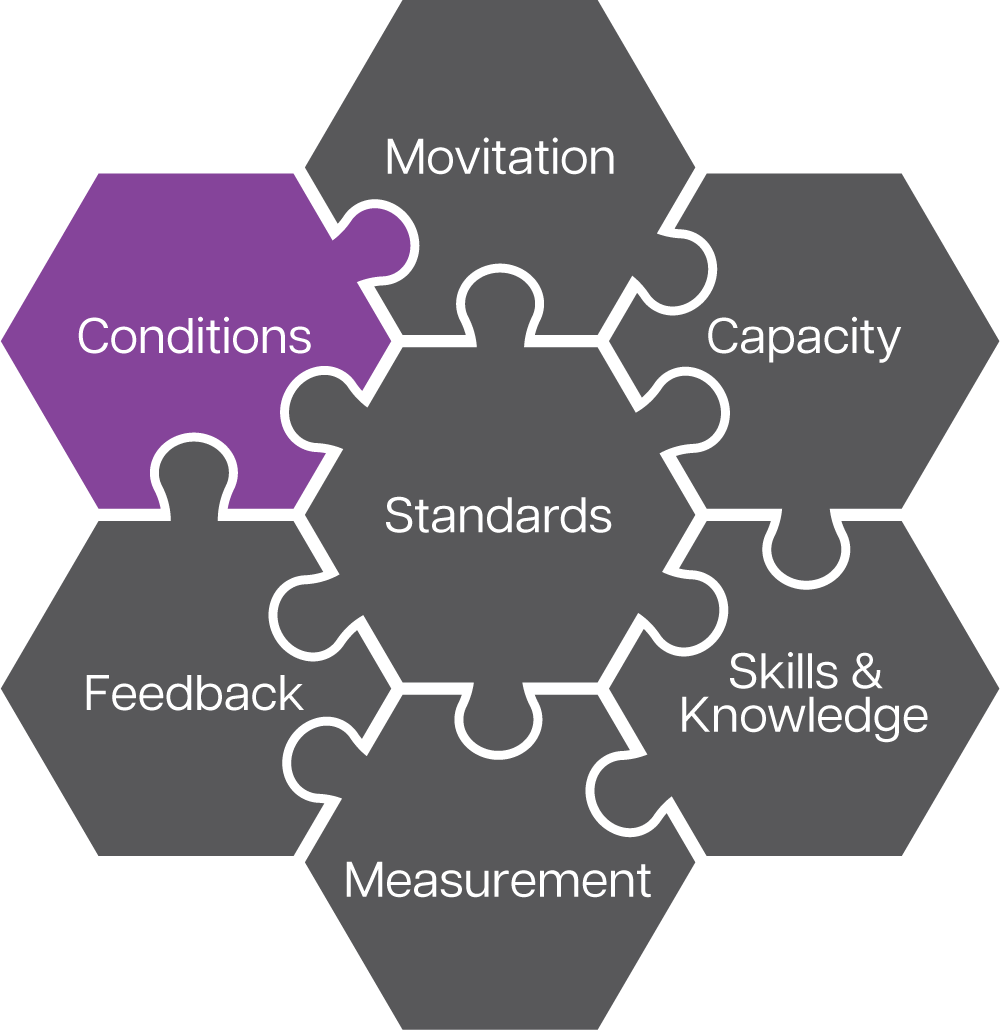 Movitation
Conditions
Capacity
Standards
Feedback
Skills &
Knowledge
Measurement